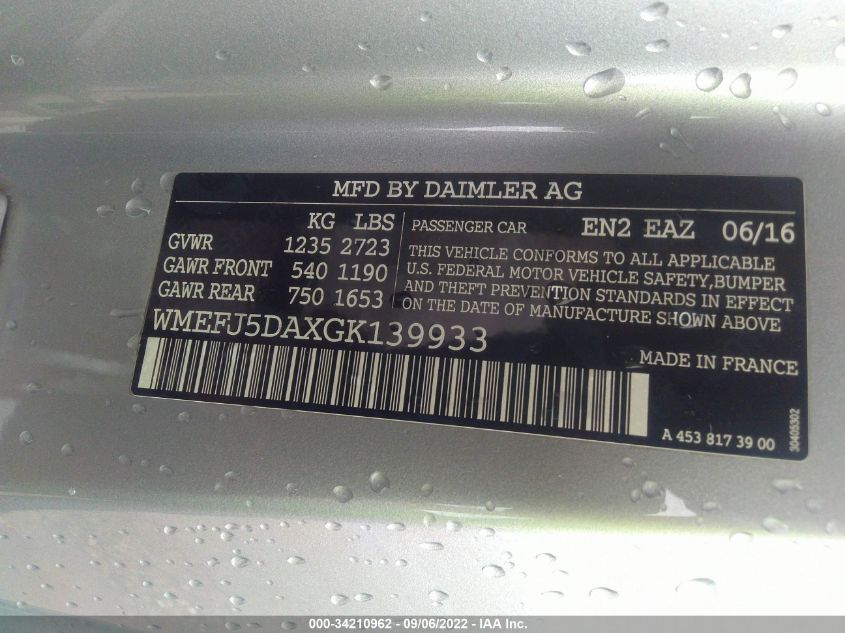 MFD BY DAIMLER AG
KG LBS
GVWR 1235 2723
GAWR FRONT 540 1190
GAWR REAR 750 1653
PASSENGER CAR EN2 EAZ 06/16
THIS VEHICLE CONFORMS TO ALL APPLICABLE
U.S. FEDERAL MOTOR VEHICLE SAFETY,BUMPER
AND THEFT PREVENTION STANDARDS IN EFFECT
ON THE DATE OF MANUFACTURE SHOWN ABOVE
WMEFJ5DAXGK139933
MADE IN FRANCE
A 453 817 39 00
30405302
000-34210962 - 09/06/2022 - IAA Inc.